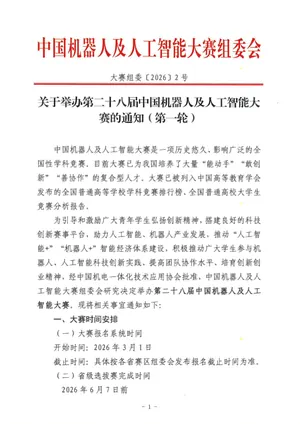 中国机器人及人工智能大赛组委会
大赛组委〔2026〕2 号
关于举办第二十八届中国机器人及人工智能大
赛的通知（第一轮）
中国机器人及人工智能大赛是一项历史悠久、影响广泛的全
国性学科竞赛。目前大赛已为我国培养了大量“能动手”“敢创
新”“善协作”的复合型人才。大赛已被列入中国高等教育学会
发布的全国普通高等学校学科竞赛排行榜、全国普通高校大学生
竞赛分析报告。
为引导和激励广大青年学生弘扬创新精神，搭建良好的科技
创新赛事平台，助力人工智能、机器人产业发展、推动“人工智
能+”“机器人+”智能经济体系建设，积极推动广大学生参与机
器人、人工智能科技创新实践、提高团队协作水平、培育创新创
业精神，经中国机电一体化技术应用协会批准，中国机器人及人
工智能大赛组委会研究决定举办第二十八届中国机器人及人工
智能大赛。现将相关事宜通知如下：
一、大赛时间安排
（一）大赛报名系统时间
开始时间：2026 年 3 月 1 日
截止时间：具体按各省赛区组委会发布报名截止时间为准。
（二）省级选拔赛完成时间
2026 年 6 月 7 日前
- 1 -